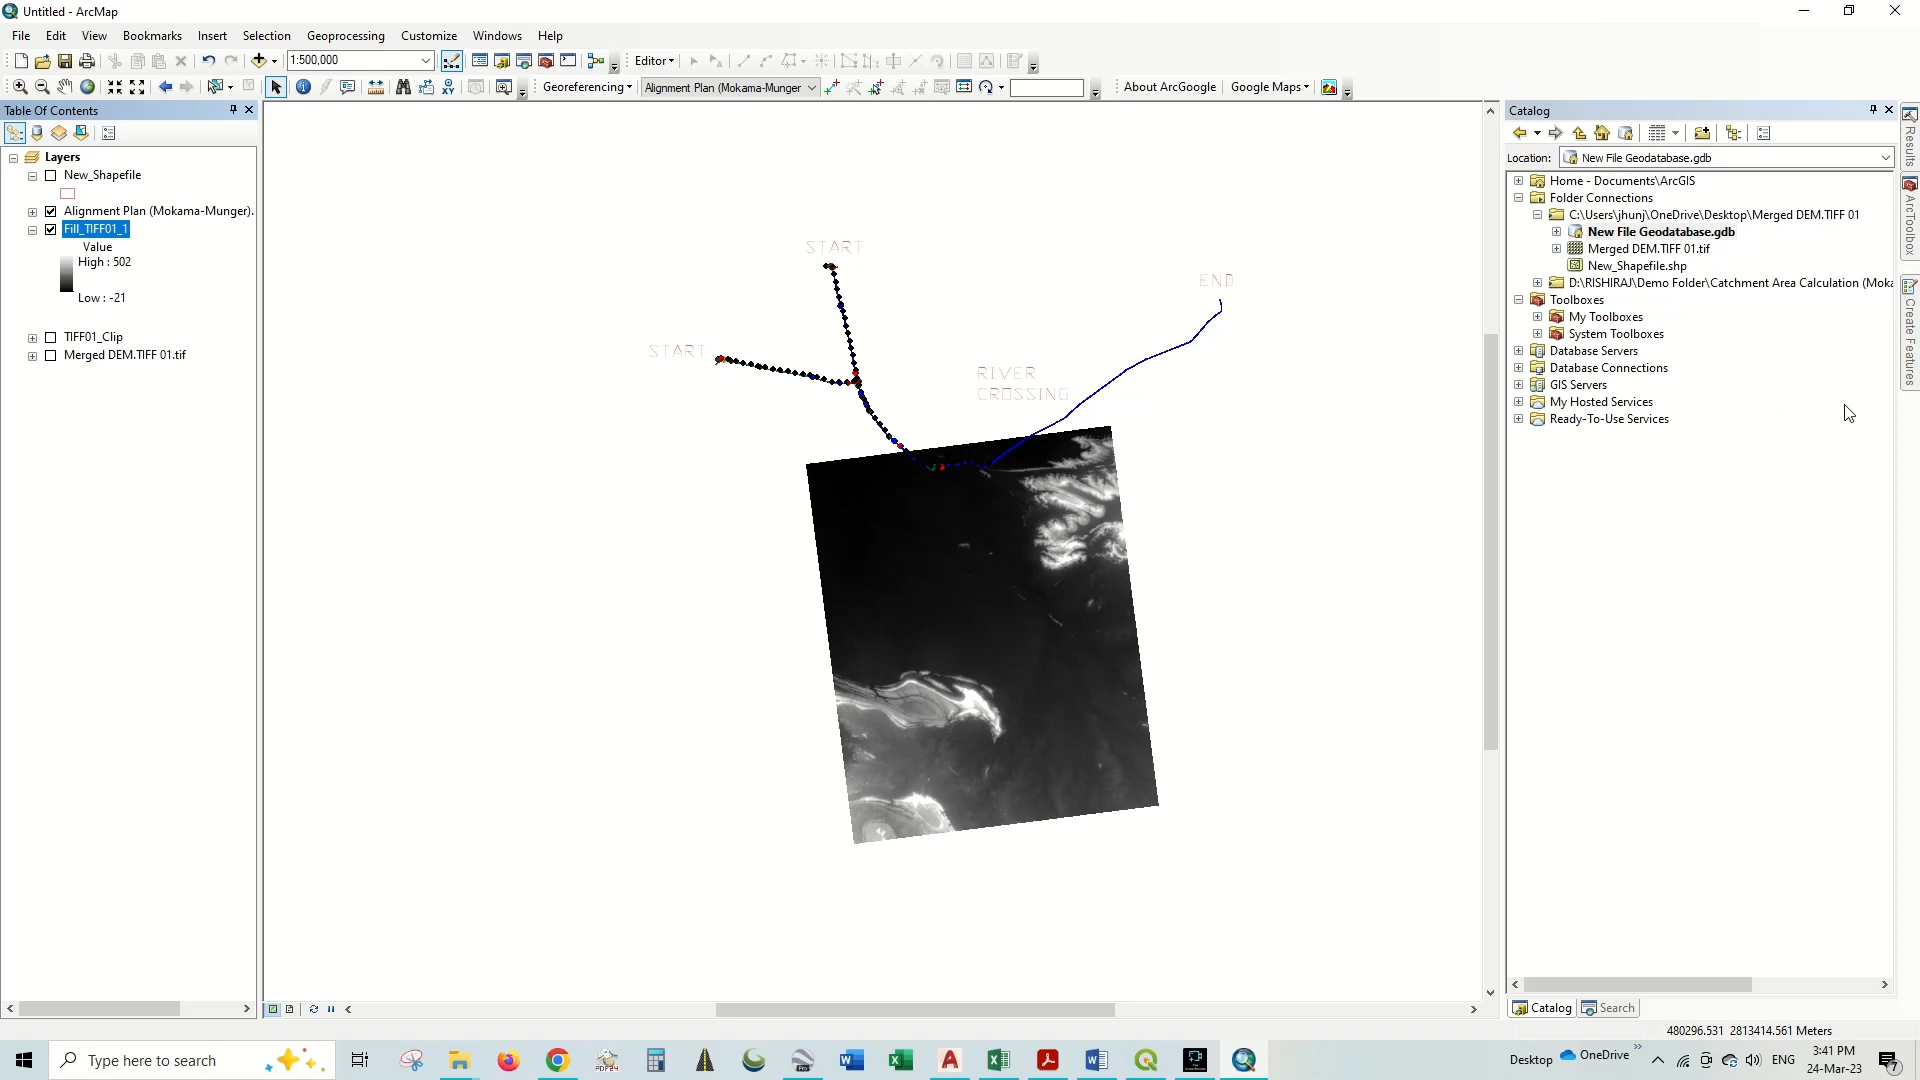 Untitled - ArcMap
File Edit View Bookmarks Insert Selection Geoprocessing Customize Windows Help
1:500,000 Editor
Georeferencing Alignment Plan (Mokama-Munger About ArcGoogle Google Maps
Table Of Contents
Layers
New_Shapefile
Alignment Plan (Mokama-Munger).
Fill_TIFF01_1
Value
High : 502
Low : -21
TIFF01_Clip
Merged DEM.TIFF 01.tif
START
START
END
RIVER
CROSSING
Catalog
Location: New File Geodatabase.gdb
Home - Documents\ArcGIS
Folder Connections
C:\Users\jhunj\OneDrive\Desktop\Merged DEM.TIFF 01
New File Geodatabase.gdb
Merged DEM.TIFF 01.tif
New_Shapefile.shp
D:\RISHIRAJ\Demo Folder\Catchment Area Calculation (Moka
Toolboxes
My Toolboxes
System Toolboxes
Database Servers
Database Connections
GIS Servers
My Hosted Services
Ready-To-Use Services
Results
ArcToolbox
Create Features
Catalog Search
480296.531 2813414.561 Meters
Type here to search
Desktop OneDrive ENG 3:41 PM
24-Mar-23